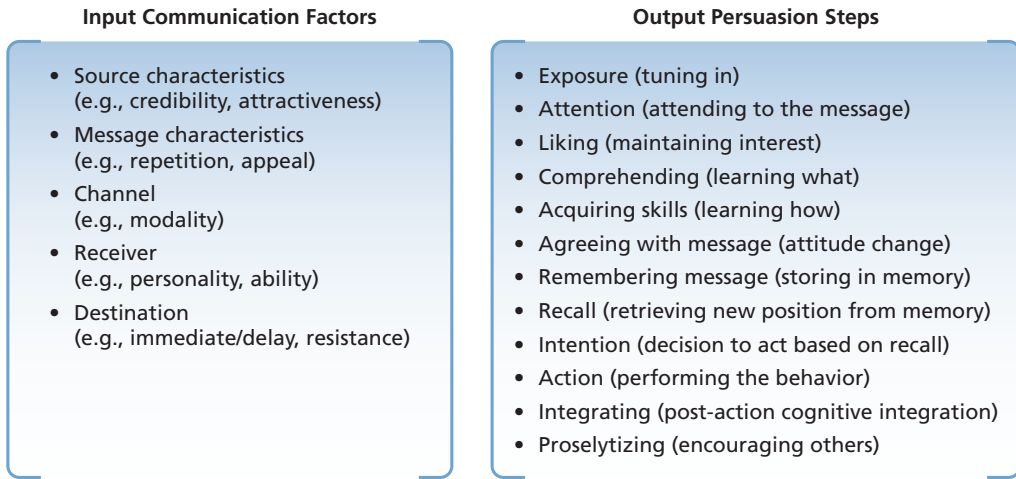 Input Communication Factors
• Source characteristics
(e.g., credibility, attractiveness)
• Message characteristics
(e.g., repetition, appeal)
• Channel
(e.g., modality)
• Receiver
(e.g., personality, ability)
• Destination
(e.g., immediate/delay, resistance)
Output Persuasion Steps
• Exposure (tuning in)
• Attention (attending to the message)
• Liking (maintaining interest)
• Comprehending (learning what)
• Acquiring skills (learning how)
• Agreeing with message (attitude change)
• Remembering message (storing in memory)
• Recall (retrieving new position from memory)
• Intention (decision to act based on recall)
• Action (performing the behavior)
• Integrating (post-action cognitive integration)
• Proselytizing (encouraging others)